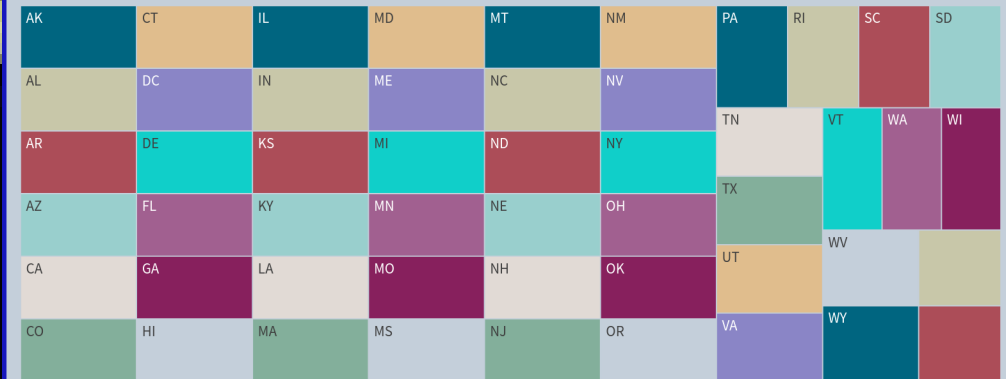 AK CT IL MD MT NM PA RI SC SD
AL DC IN ME NC NV
TN VT WA WI
AR DE KS MI ND NY
TX
AZ FL KY MN NE OH
WV
UT
CA GA LA MO NH OK
WY
VA
CO HI MA MS NJ OR